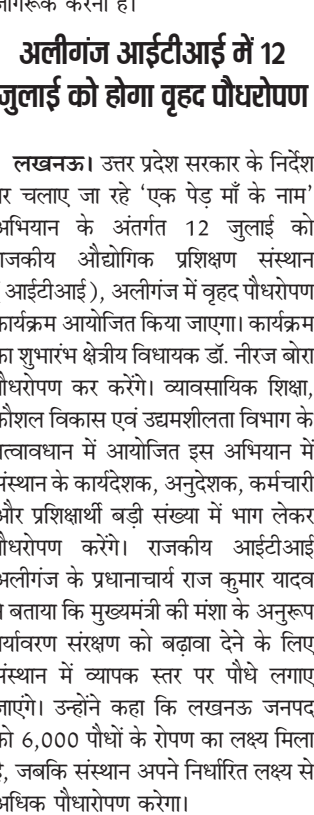 जागरूक करना है।
अलीगंज आईटीआई में 12
जुलाई को होगा वृहद पौधरोपण
लखनऊ। उत्तर प्रदेश सरकार के निर्देश
पर चलाए जा रहे ‘एक पेड़ माँ के नाम’
अभियान के अंतर्गत 12 जुलाई को
राजकीय औद्योगिक प्रशिक्षण संस्थान
(आईटीआई), अलीगंज में वृहद पौधरोपण
कार्यक्रम आयोजित किया जाएगा। कार्यक्रम
का शुभारंभ क्षेत्रीय विधायक डॉ. नीरज बोरा
पौधरोपण कर करेंगे। व्यावसायिक शिक्षा,
कौशल विकास एवं उद्यमशीलता विभाग के
तत्वावधान में आयोजित इस अभियान में
संस्थान के कार्यदेशक, अनुदेशक, कर्मचारी
और प्रशिक्षार्थी बड़ी संख्या में भाग लेकर
पौधरोपण करेंगे। राजकीय आईटीआई
अलीगंज के प्रधानाचार्य राज कुमार यादव
ने बताया कि मुख्यमंत्री की मंशा के अनुरूप
पर्यावरण संरक्षण को बढ़ावा देने के लिए
संस्थान में व्यापक स्तर पर पौधे लगाए
जाएंगे। उन्होंने कहा कि लखनऊ जनपद
को 6,000 पौधों के रोपण का लक्ष्य मिला
है, जबकि संस्थान अपने निर्धारित लक्ष्य से
अधिक पौधारोपण करेगा।